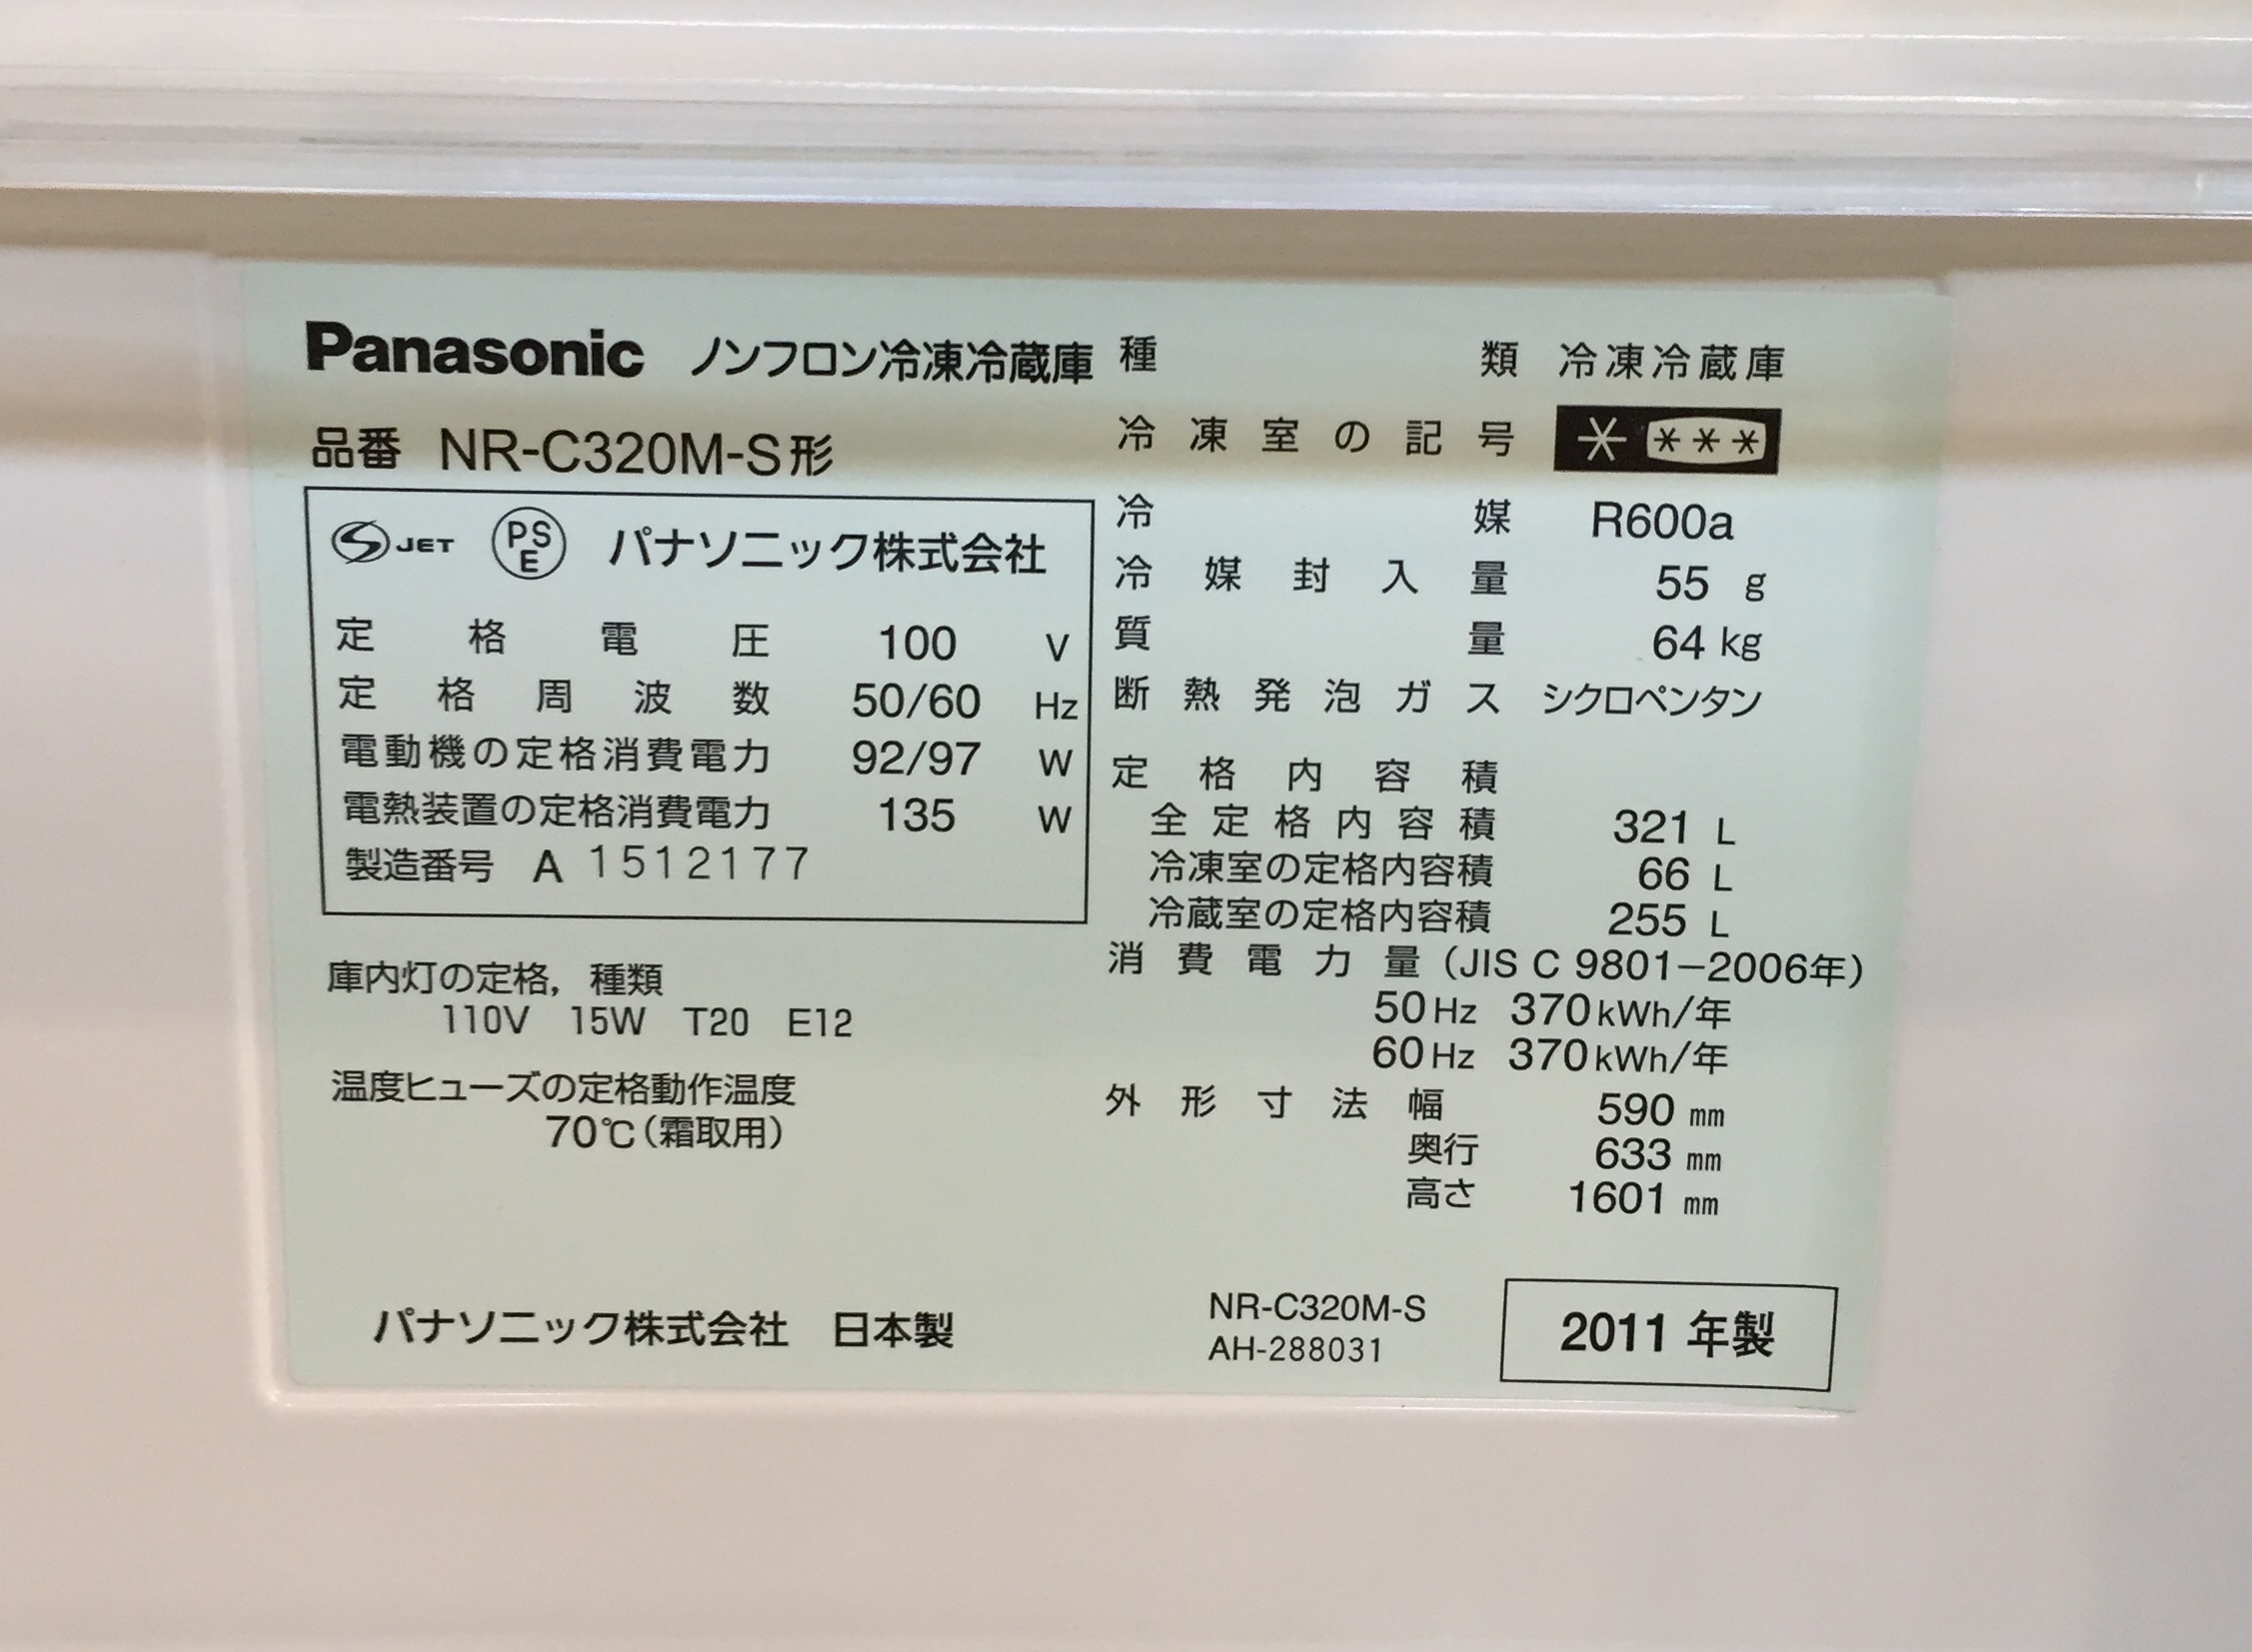 Panasonic ノンフロン冷凍冷蔵庫
品番 NR-C320M-S形
S JET PSE パナソニック株式会社
定格電圧 100 V
定格周波数 50/60 Hz
電動機の定格消費電力 92/97 W
電熱装置の定格消費電力 135 W
製造番号 A 1512177
庫内灯の定格，種類
110V 15W T20 E12
温度ヒューズの定格動作温度
70℃（霜取用）
パナソニック株式会社 日本製
種類 冷凍冷蔵庫
冷凍室の記号 * ***
冷媒 R600a
冷媒封入量 55 g
質量 64 kg
断熱発泡ガス シクロペンタン
定格内容積
全定格内容積 321 L
冷凍室の定格内容積 66 L
冷蔵室の定格内容積 255 L
消費電力量（JIS C 9801−2006年）
50Hz 370kWh/年
60Hz 370kWh/年
外形寸法 幅 590 mm
奥行 633 mm
高さ 1601 mm
NR-C320M-S
AH-288031
2011 年製